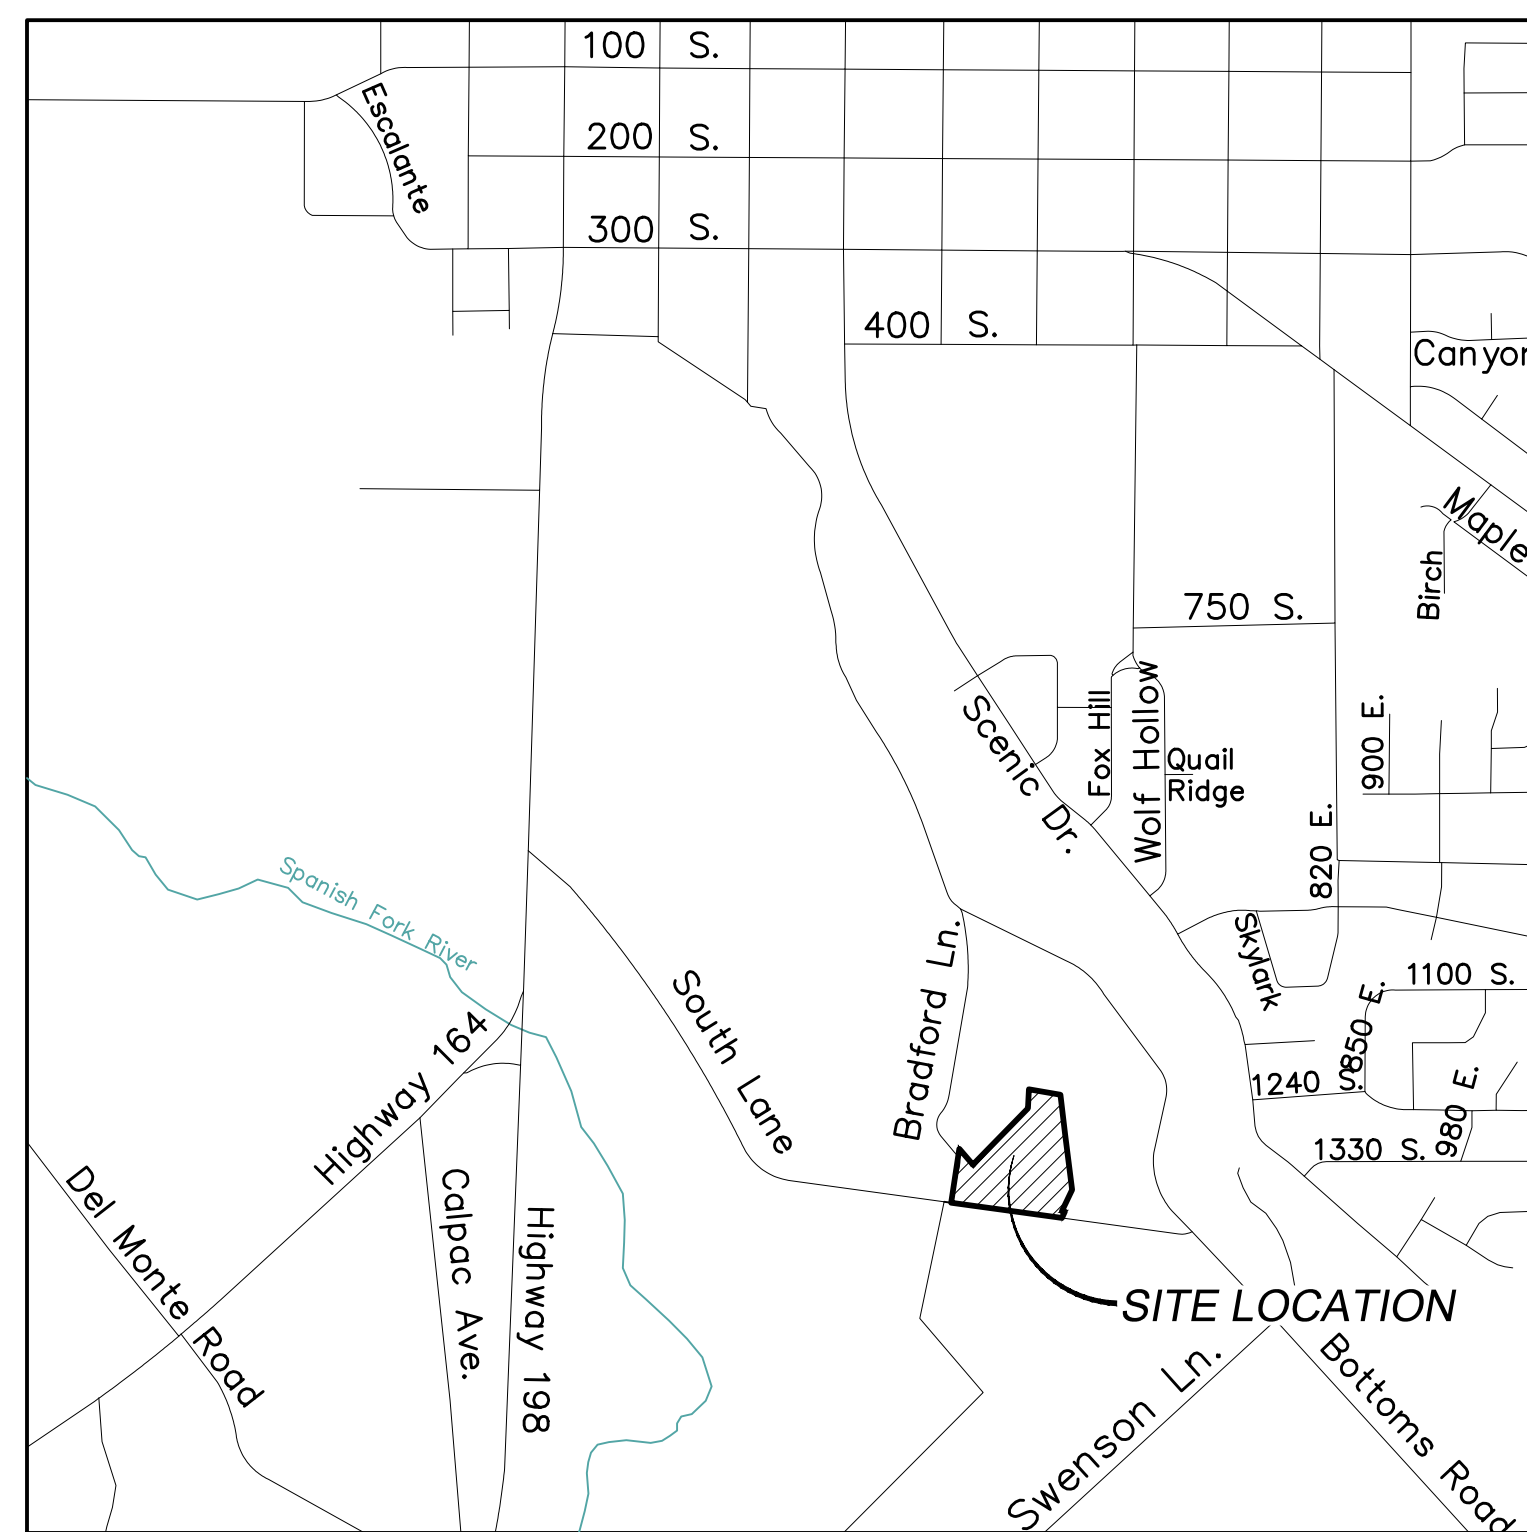 100 S.
Escalante
200 S.
300 S.
400 S.
Canyon
Maple
Birch
750 S.
Scenic Dr.
Fox Hill
Wolf Hollow
Quail
Ridge
900 E.
820 E.
Spanish Fork River
Skylark
1100 S.
Bradford Ln.
South Lane
850 E.
Highway 164
1240 S.
980 E.
1330 S.
Del Monte Road
Calpac Ave.
Highway 198
SITE LOCATION
Swenson Ln.
Bottoms Road